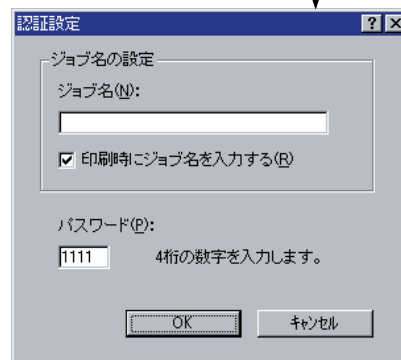 認証設定
ジョブ名の設定
ジョブ名(N):
印刷時にジョブ名を入力する(R)
パスワード(P):
1111 4桁の数字を入力します。
OK キャンセル